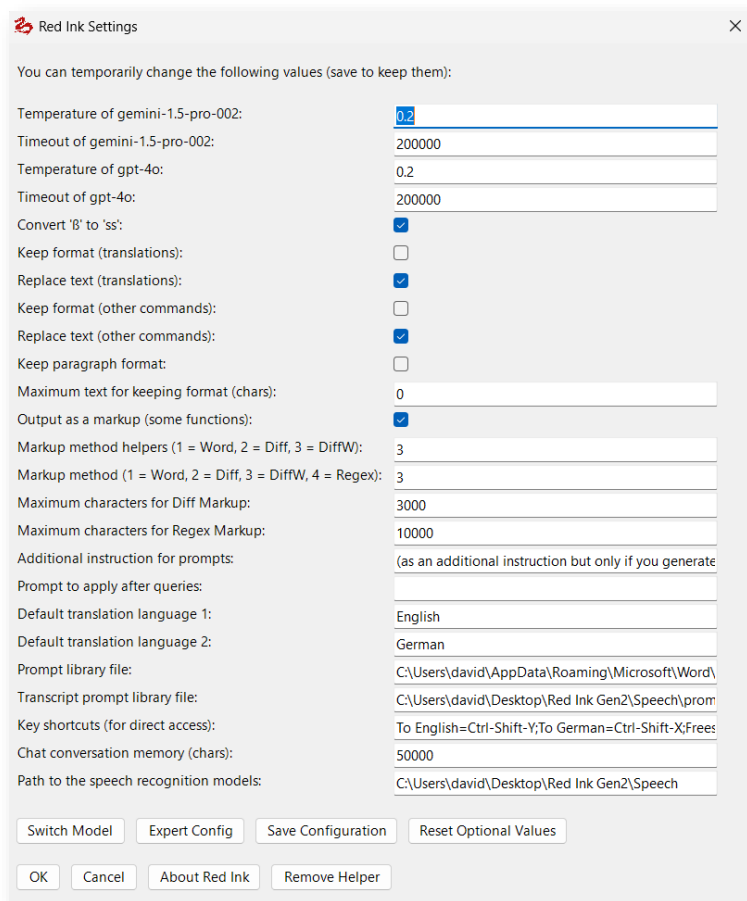 Red Ink Settings
You can temporarily change the following values (save to keep them):
Temperature of gemini-1.5-pro-002: 0.2
Timeout of gemini-1.5-pro-002: 200000
Temperature of gpt-4o: 0.2
Timeout of gpt-4o: 200000
Convert 'ß' to 'ss':
Keep format (translations):
Replace text (translations):
Keep format (other commands):
Replace text (other commands):
Keep paragraph format:
Maximum text for keeping format (chars): 0
Output as a markup (some functions):
Markup method helpers (1 = Word, 2 = Diff, 3 = DiffW): 3
Markup method (1 = Word, 2 = Diff, 3 = DiffW, 4 = Regex): 3
Maximum characters for Diff Markup: 3000
Maximum characters for Regex Markup: 10000
Additional instruction for prompts: (as an additional instruction but only if you generate
Prompt to apply after queries:
Default translation language 1: English
Default translation language 2: German
Prompt library file: C:\Users\david\AppData\Roaming\Microsoft\Word\
Transcript prompt library file: C:\Users\david\Desktop\Red Ink Gen2\Speech\prom
Key shortcuts (for direct access): To English=Ctrl-Shift-Y;To German=Ctrl-Shift-X;Frees
Chat conversation memory (chars): 50000
Path to the speech recognition models: C:\Users\david\Desktop\Red Ink Gen2\Speech
Switch Model Expert Config Save Configuration Reset Optional Values
OK Cancel About Red Ink Remove Helper